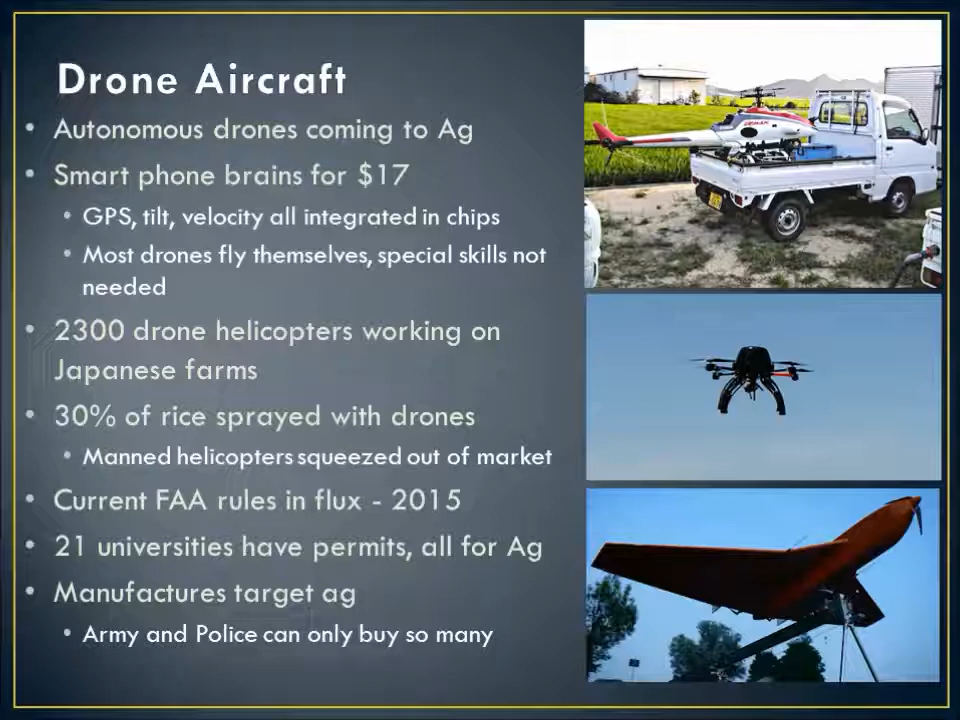 Drone Aircraft
• Autonomous drones coming to Ag
• Smart phone brains for $17
• GPS, tilt, velocity all integrated in chips
• Most drones fly themselves, special skills not
needed
• 2300 drone helicopters working on
Japanese farms
• 30% of rice sprayed with drones
• Manned helicopters squeezed out of market
• Current FAA rules in flux - 2015
• 21 universities have permits, all for Ag
• Manufactures target ag
• Army and Police can only buy so many